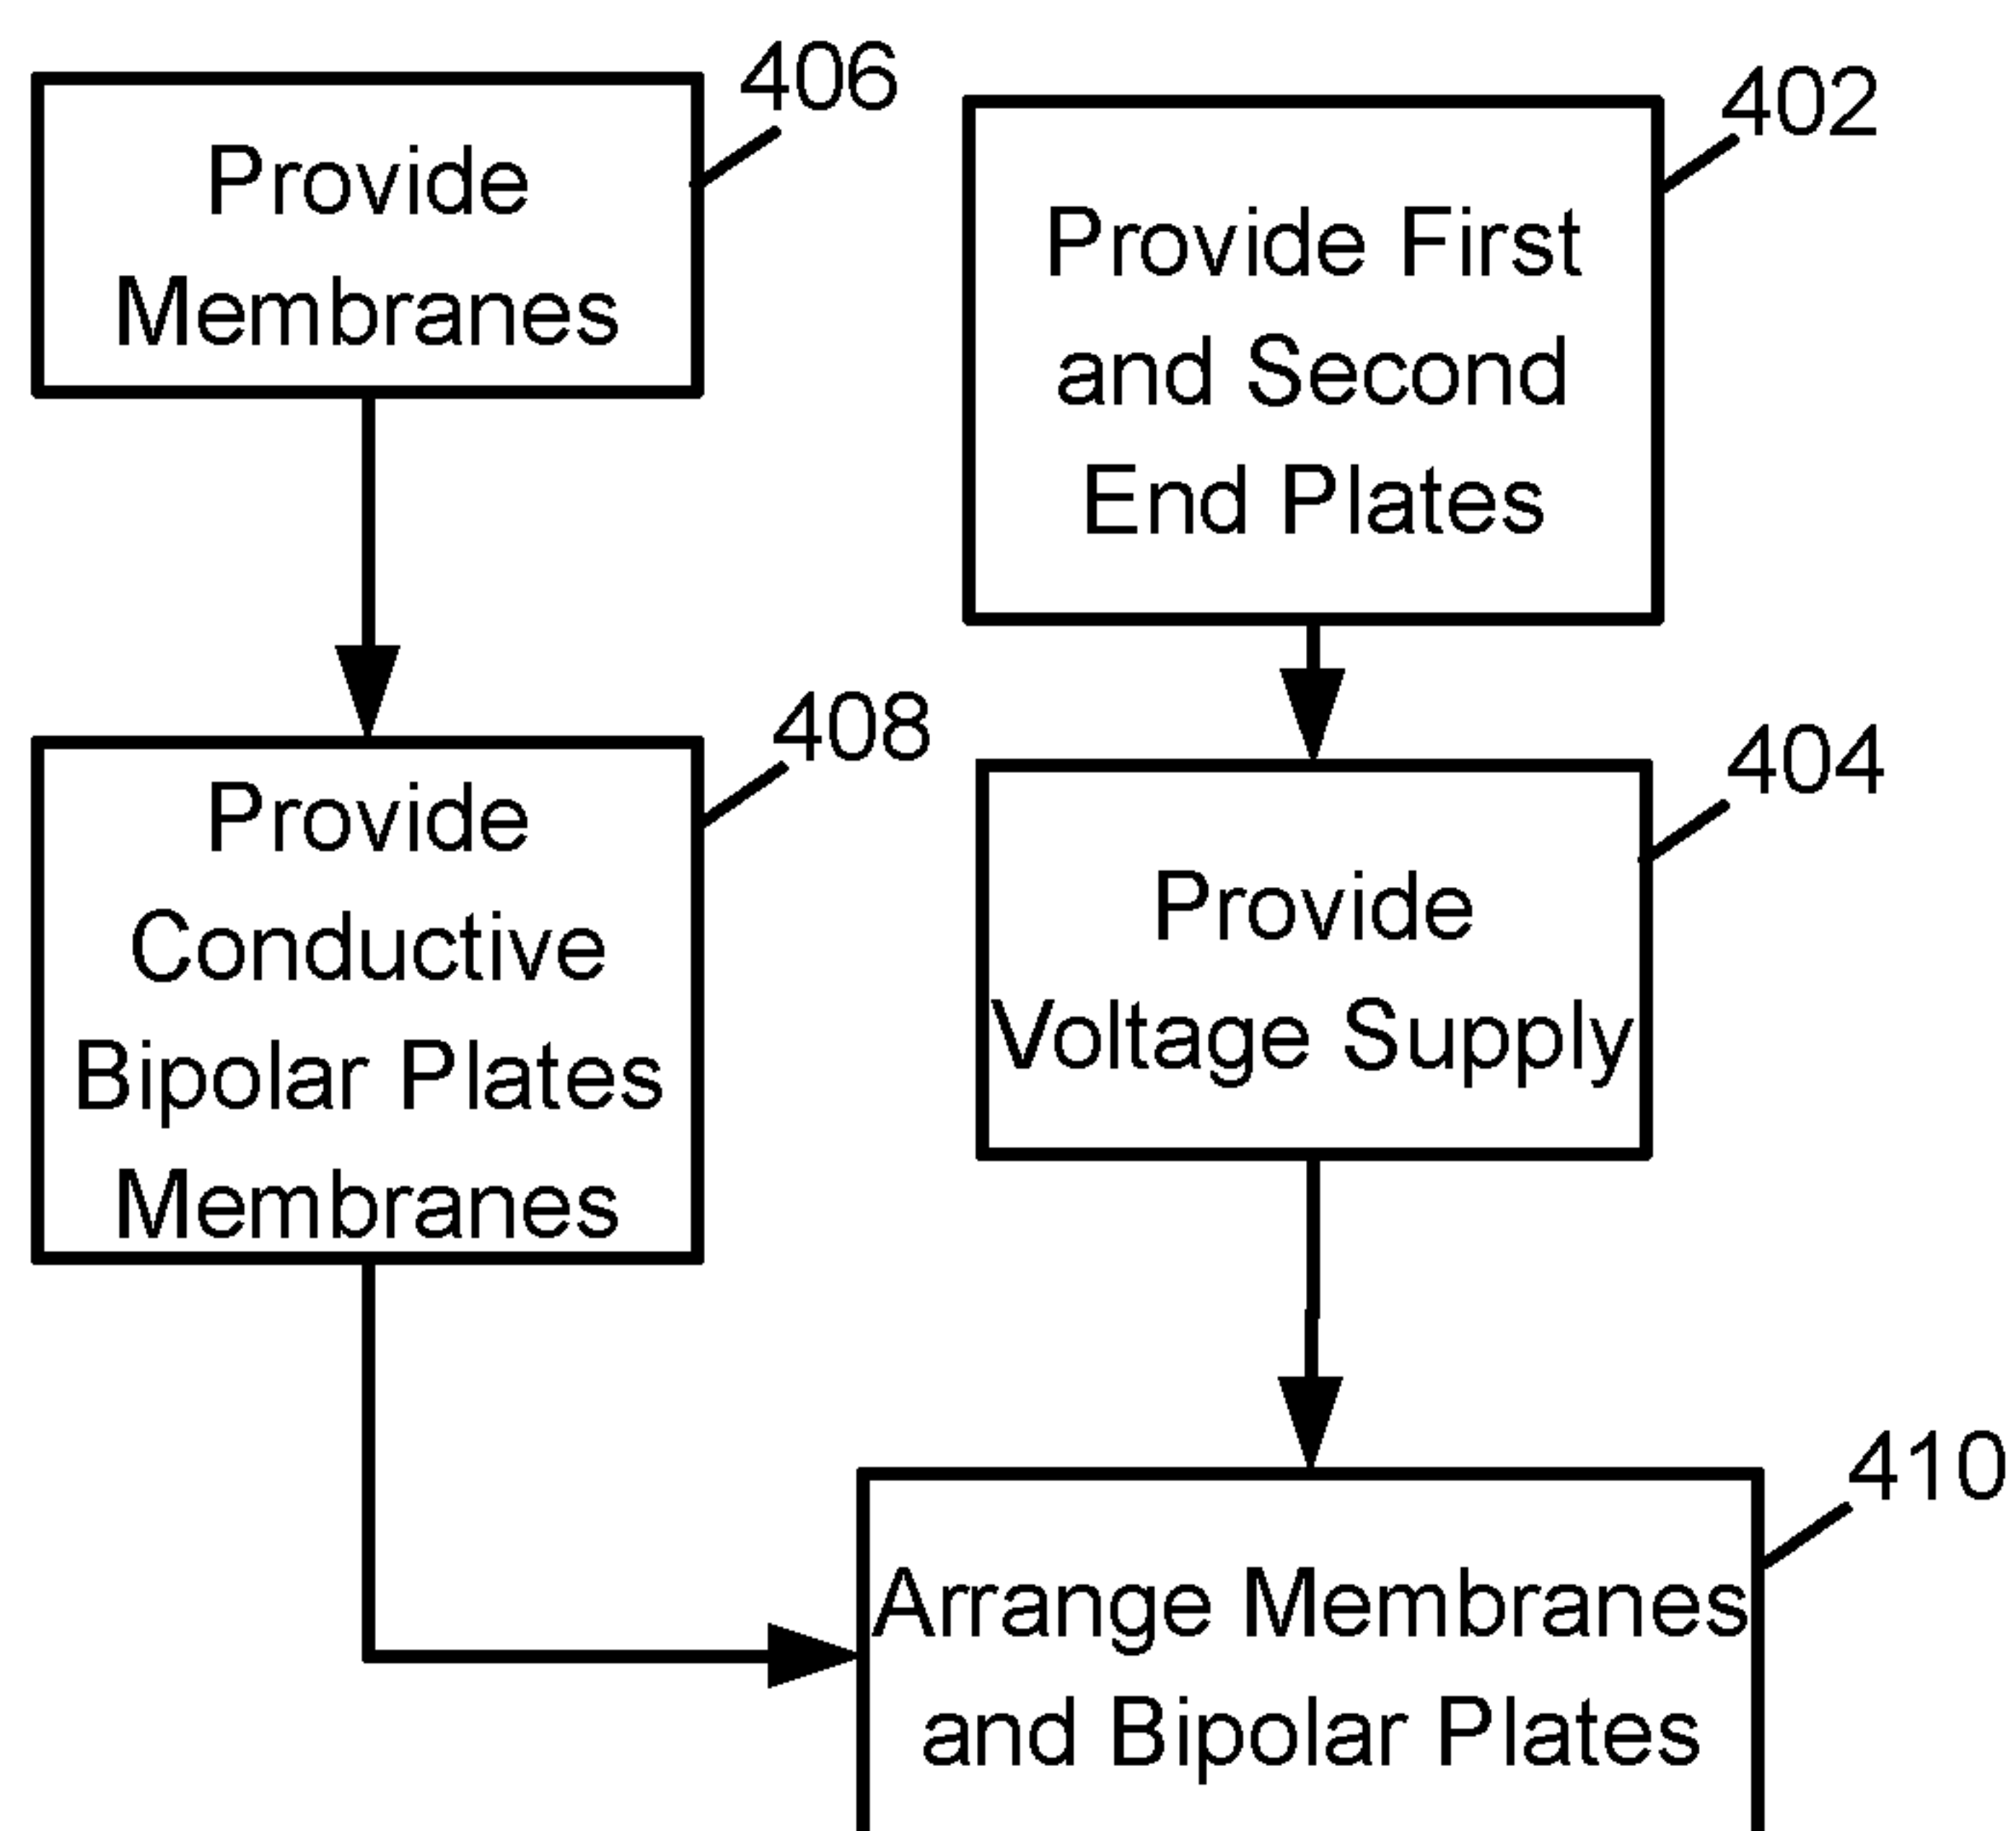 406
Provide
Membranes
402
Provide First
and Second
End Plates
408
Provide
Conductive
Bipolar Plates
Membranes
404
Provide
Voltage Supply
410
Arrange Membranes
and Bipolar Plates